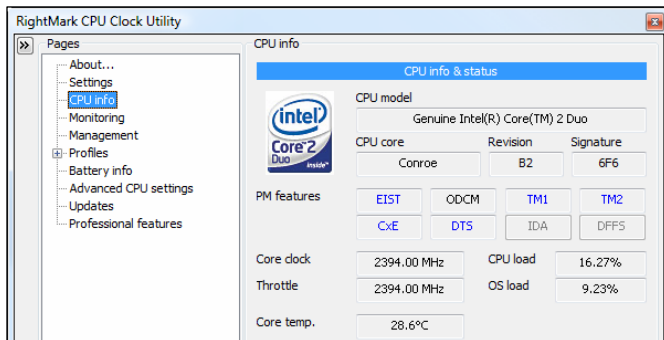 RightMark CPU Clock Utility
Pages
About...
Settings
CPU info
Monitoring
Management
Profiles
Battery info
Advanced CPU settings
Updates
Professional features
CPU info
CPU info & status
intel
Core™2
Duo inside™
CPU model
Genuine Intel(R) Core(TM) 2 Duo
CPU core Revision Signature
Conroe B2 6F6
PM features EIST ODCM TM1 TM2
CxE DTS IDA DFFS
Core clock 2394.00 MHz CPU load 16.27%
Throttle 2394.00 MHz OS load 9.23%
Core temp. 28.6°C